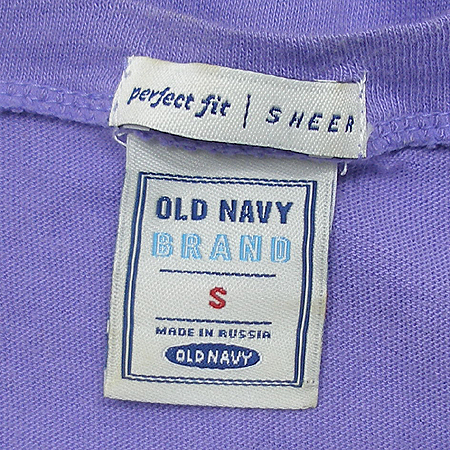 perfect fit | SHEER
OLD NAVY
BRAND
S
MADE IN RUSSIA
OLD NAVY